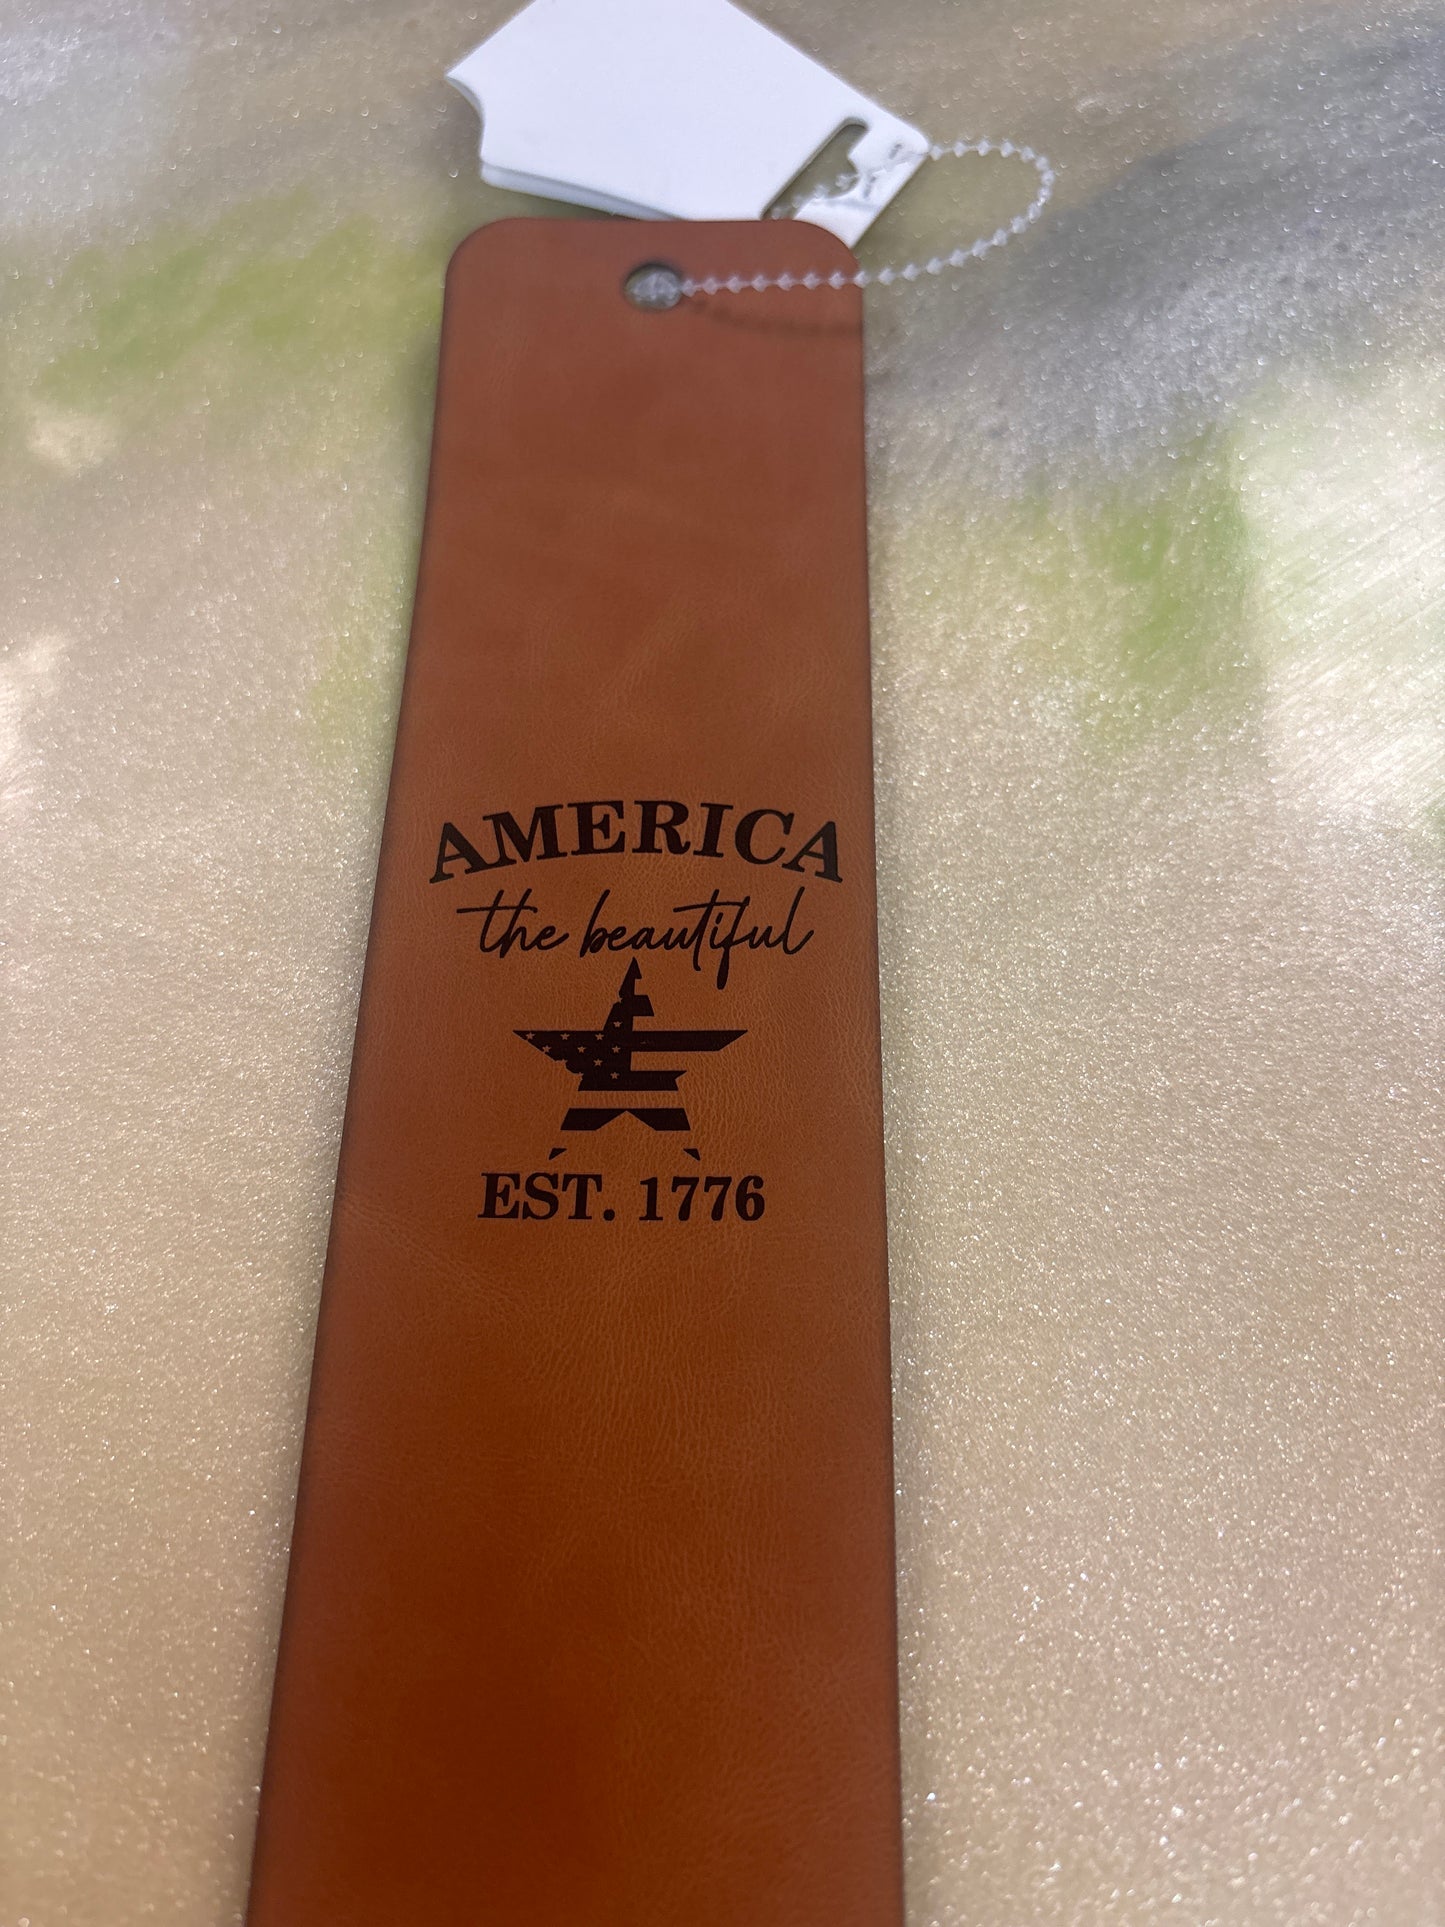 AMERICA
the beautiful
EST. 1776